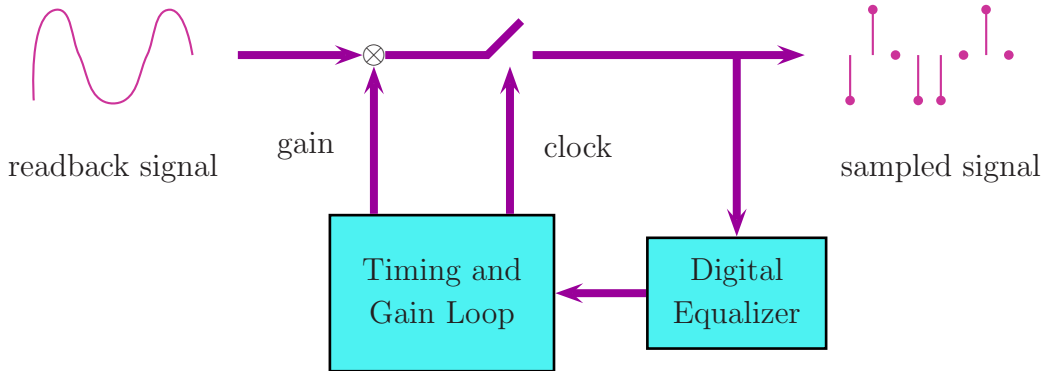 gain
clock
readback signal
sampled signal
Timing and
Gain Loop
Digital
Equalizer